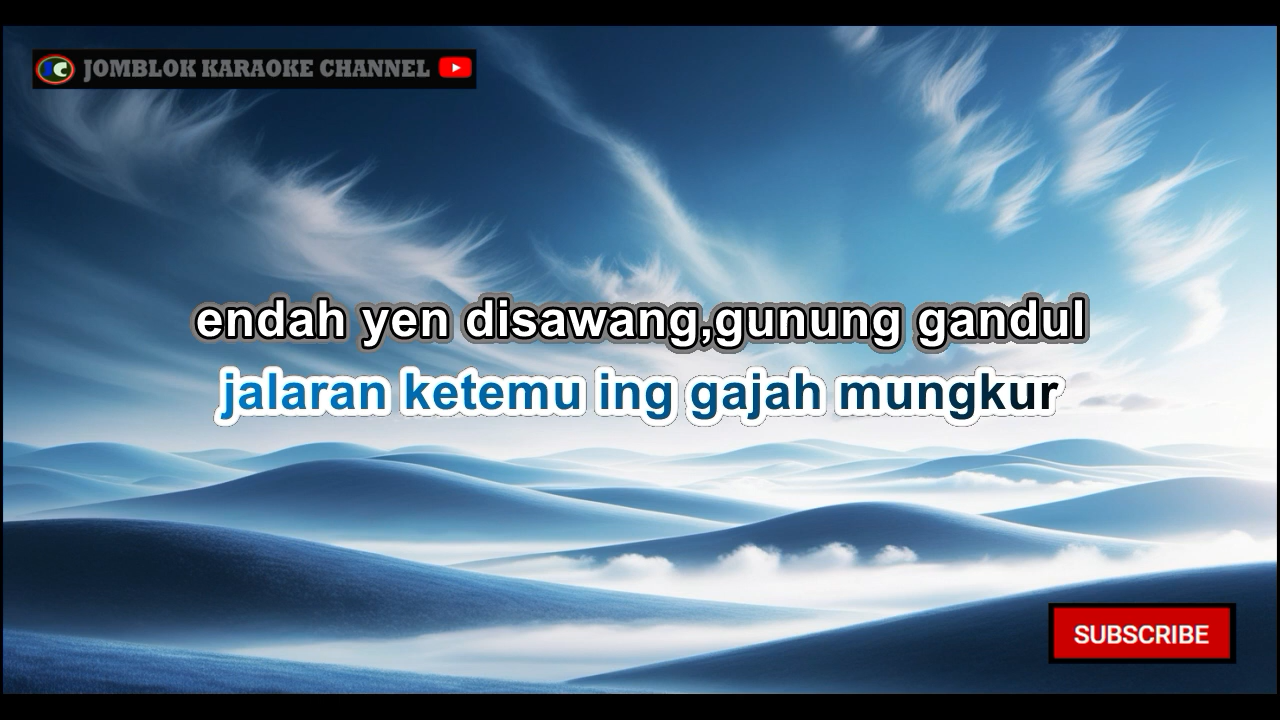 JOMBLOK KARAOKE CHANNEL
endah yen disawang,gunung gandul
jalaran ketemu ing gajah mungkur
SUBSCRIBE